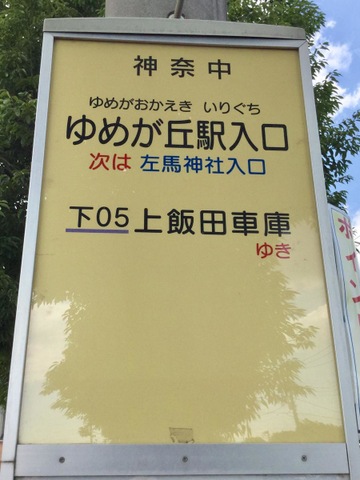 神奈中
ゆめがおかえき いりぐち
ゆめが丘駅入口
次は 左馬神社入口
下05 上飯田車庫
ゆき